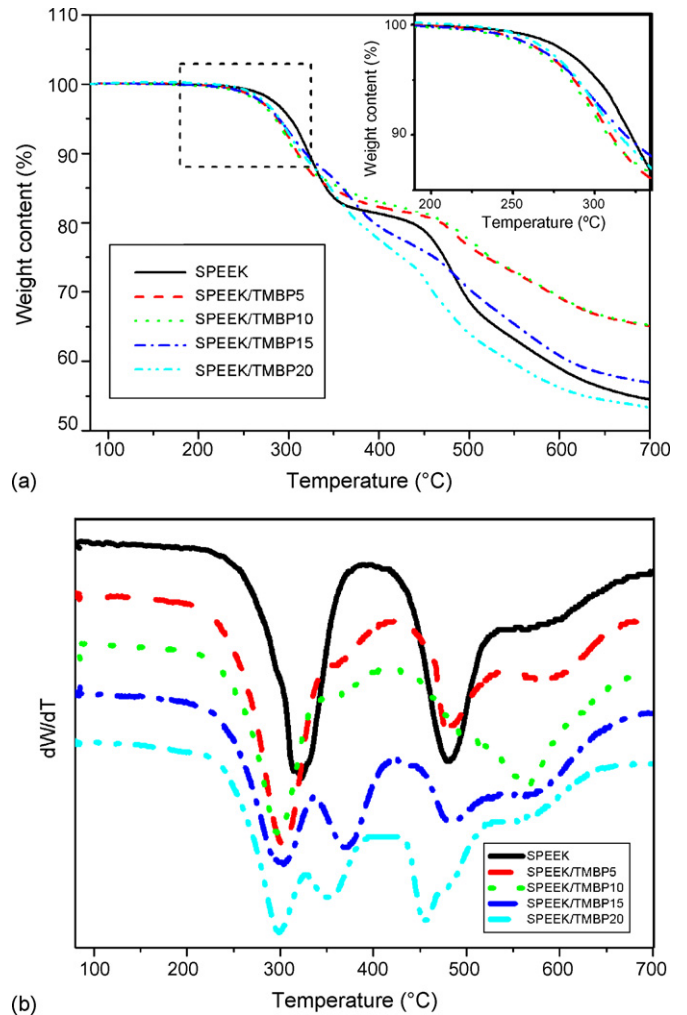 110
100
90
80
70
60
50
Weight content (%)
100 200 300 400 500 600 700
Temperature (°C)
SPEEK
SPEEK/TMBP5
SPEEK/TMBP10
SPEEK/TMBP15
SPEEK/TMBP20
100
90
Weight content (%)
200 250 300
Temperature (ºC)
(a)
dW/dT
SPEEK
SPEEK/TMBP5
SPEEK/TMBP10
SPEEK/TMBP15
SPEEK/TMBP20
100 200 300 400 500 600 700
Temperature (°C)
(b)